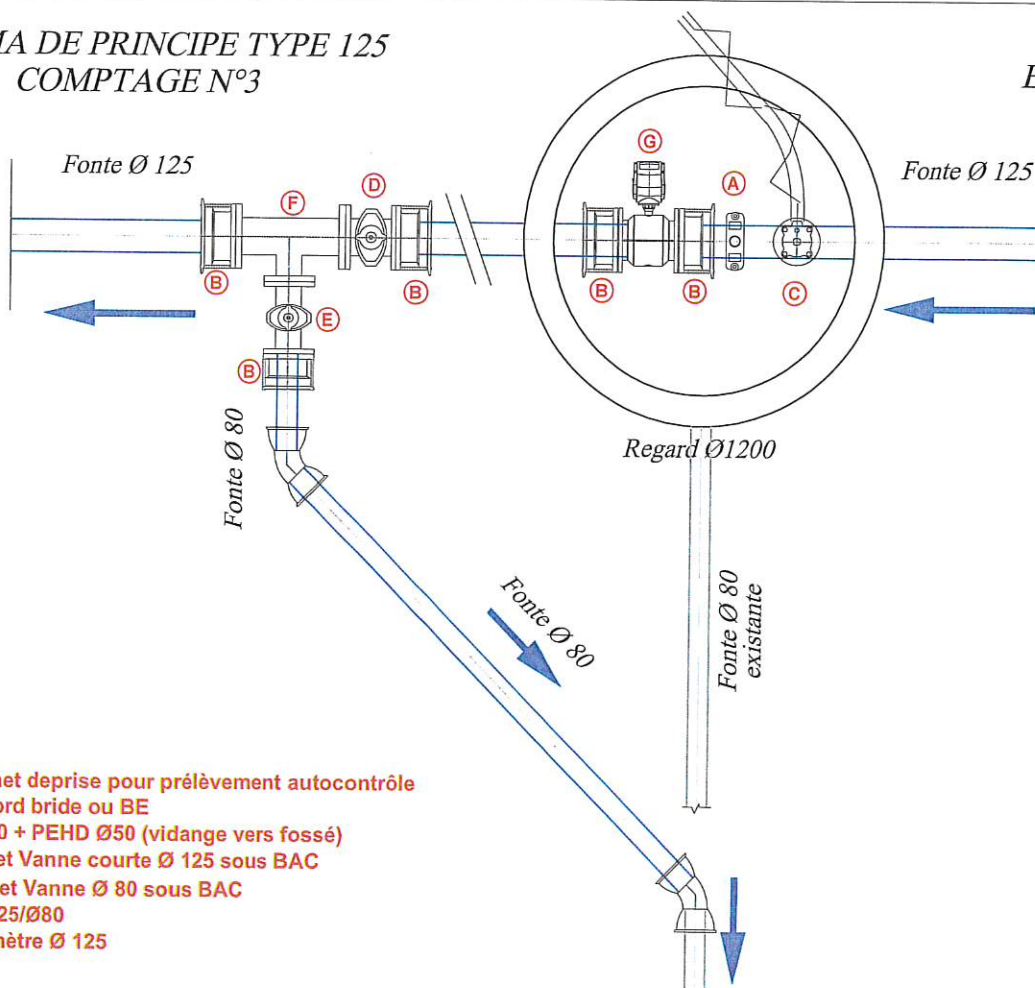 MA DE PRINCIPE TYPE 125
COMPTAGE N°3
E
Fonte Ø 125
Fonte Ø 125
G
D
A
F
B
B
B
B
C
E
B
Fonte Ø 80
Regard Ø1200
Fonte Ø 80
Fonte Ø 80
existante
net deprise pour prélèvement autocontrôle
ord bride ou BE
0 + PEHD Ø50 (vidange vers fossé)
et Vanne courte Ø 125 sous BAC
et Vanne Ø 80 sous BAC
25/Ø80
mètre Ø 125